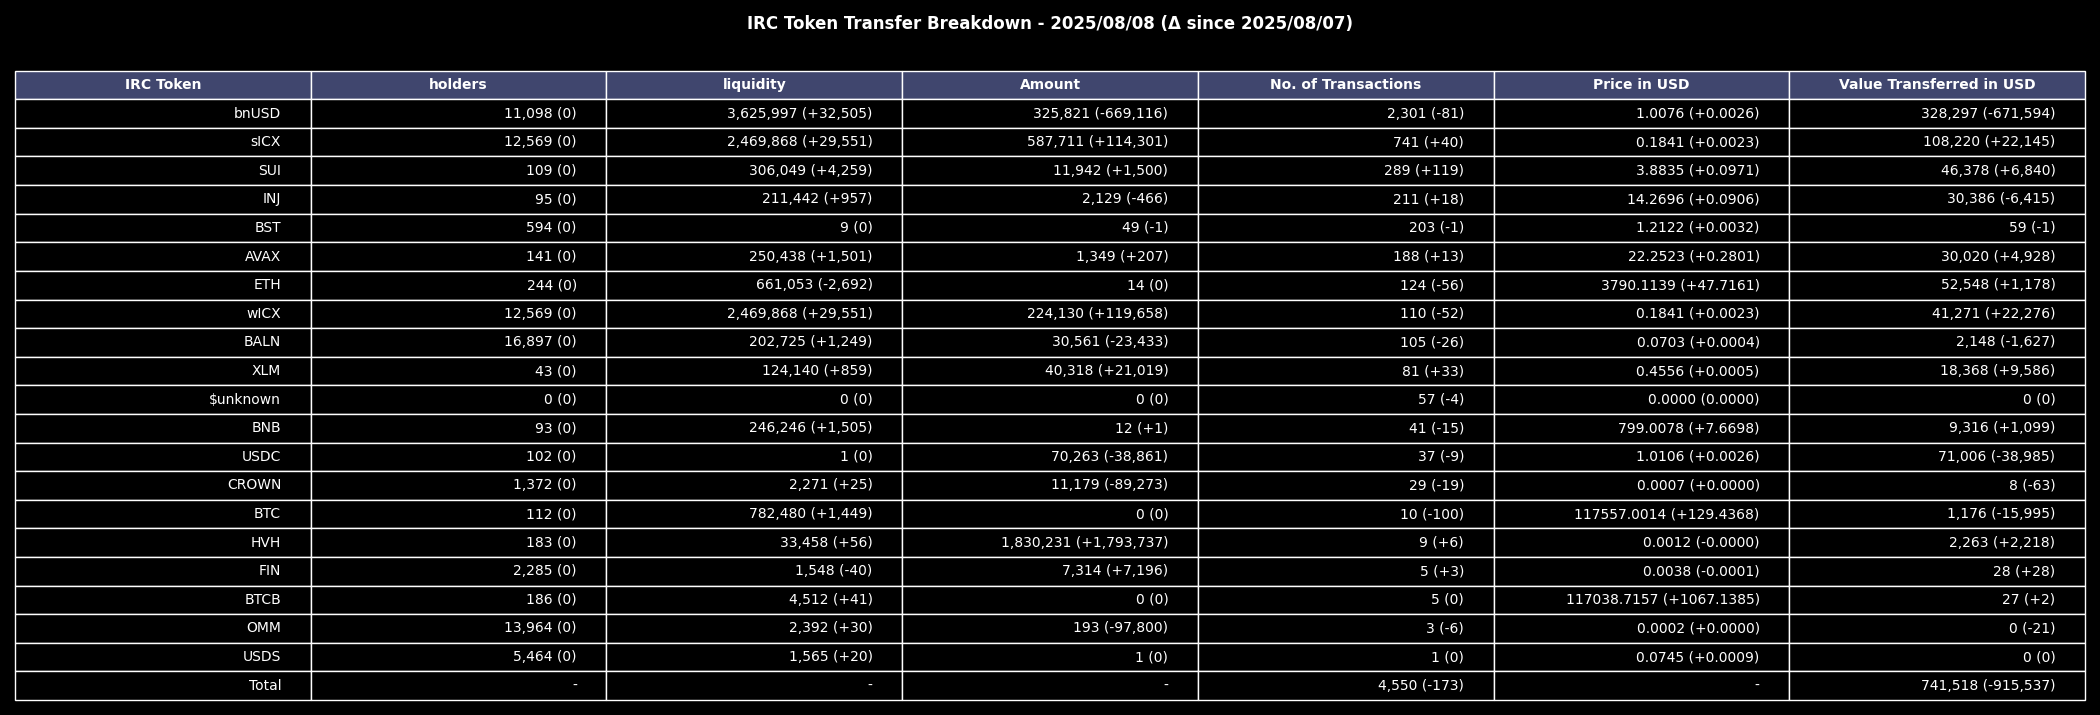 IRC Token Transfer Breakdown - 2025/08/08 (Δ since 2025/08/07)
IRC Token holders liquidity Amount No. of Transactions Price in USD Value Transferred in USD
bnUSD 11,098 (0) 3,625,997 (+32,505) 325,821 (-669,116) 2,301 (-81) 1.0076 (+0.0026) 328,297 (-671,594)
sICX 12,569 (0) 2,469,868 (+29,551) 587,711 (+114,301) 741 (+40) 0.1841 (+0.0023) 108,220 (+22,145)
SUI 109 (0) 306,049 (+4,259) 11,942 (+1,500) 289 (+119) 3.8835 (+0.0971) 46,378 (+6,840)
INJ 95 (0) 211,442 (+957) 2,129 (-466) 211 (+18) 14.2696 (+0.0906) 30,386 (-6,415)
BST 594 (0) 9 (0) 49 (-1) 203 (-1) 1.2122 (+0.0032) 59 (-1)
AVAX 141 (0) 250,438 (+1,501) 1,349 (+207) 188 (+13) 22.2523 (+0.2801) 30,020 (+4,928)
ETH 244 (0) 661,053 (-2,692) 14 (0) 124 (-56) 3790.1139 (+47.7161) 52,548 (+1,178)
wICX 12,569 (0) 2,469,868 (+29,551) 224,130 (+119,658) 110 (-52) 0.1841 (+0.0023) 41,271 (+22,276)
BALN 16,897 (0) 202,725 (+1,249) 30,561 (-23,433) 105 (-26) 0.0703 (+0.0004) 2,148 (-1,627)
XLM 43 (0) 124,140 (+859) 40,318 (+21,019) 81 (+33) 0.4556 (+0.0005) 18,368 (+9,586)
$unknown 0 (0) 0 (0) 0 (0) 57 (-4) 0.0000 (0.0000) 0 (0)
BNB 93 (0) 246,246 (+1,505) 12 (+1) 41 (-15) 799.0078 (+7.6698) 9,316 (+1,099)
USDC 102 (0) 1 (0) 70,263 (-38,861) 37 (-9) 1.0106 (+0.0026) 71,006 (-38,985)
CROWN 1,372 (0) 2,271 (+25) 11,179 (-89,273) 29 (-19) 0.0007 (+0.0000) 8 (-63)
BTC 112 (0) 782,480 (+1,449) 0 (0) 10 (-100) 117557.0014 (+129.4368) 1,176 (-15,995)
HVH 183 (0) 33,458 (+56) 1,830,231 (+1,793,737) 9 (+6) 0.0012 (-0.0000) 2,263 (+2,218)
FIN 2,285 (0) 1,548 (-40) 7,314 (+7,196) 5 (+3) 0.0038 (-0.0001) 28 (+28)
BTCB 186 (0) 4,512 (+41) 0 (0) 5 (0) 117038.7157 (+1067.1385) 27 (+2)
OMM 13,964 (0) 2,392 (+30) 193 (-97,800) 3 (-6) 0.0002 (+0.0000) 0 (-21)
USDS 5,464 (0) 1,565 (+20) 1 (0) 1 (0) 0.0745 (+0.0009) 0 (0)
Total - - - 4,550 (-173) - 741,518 (-915,537)